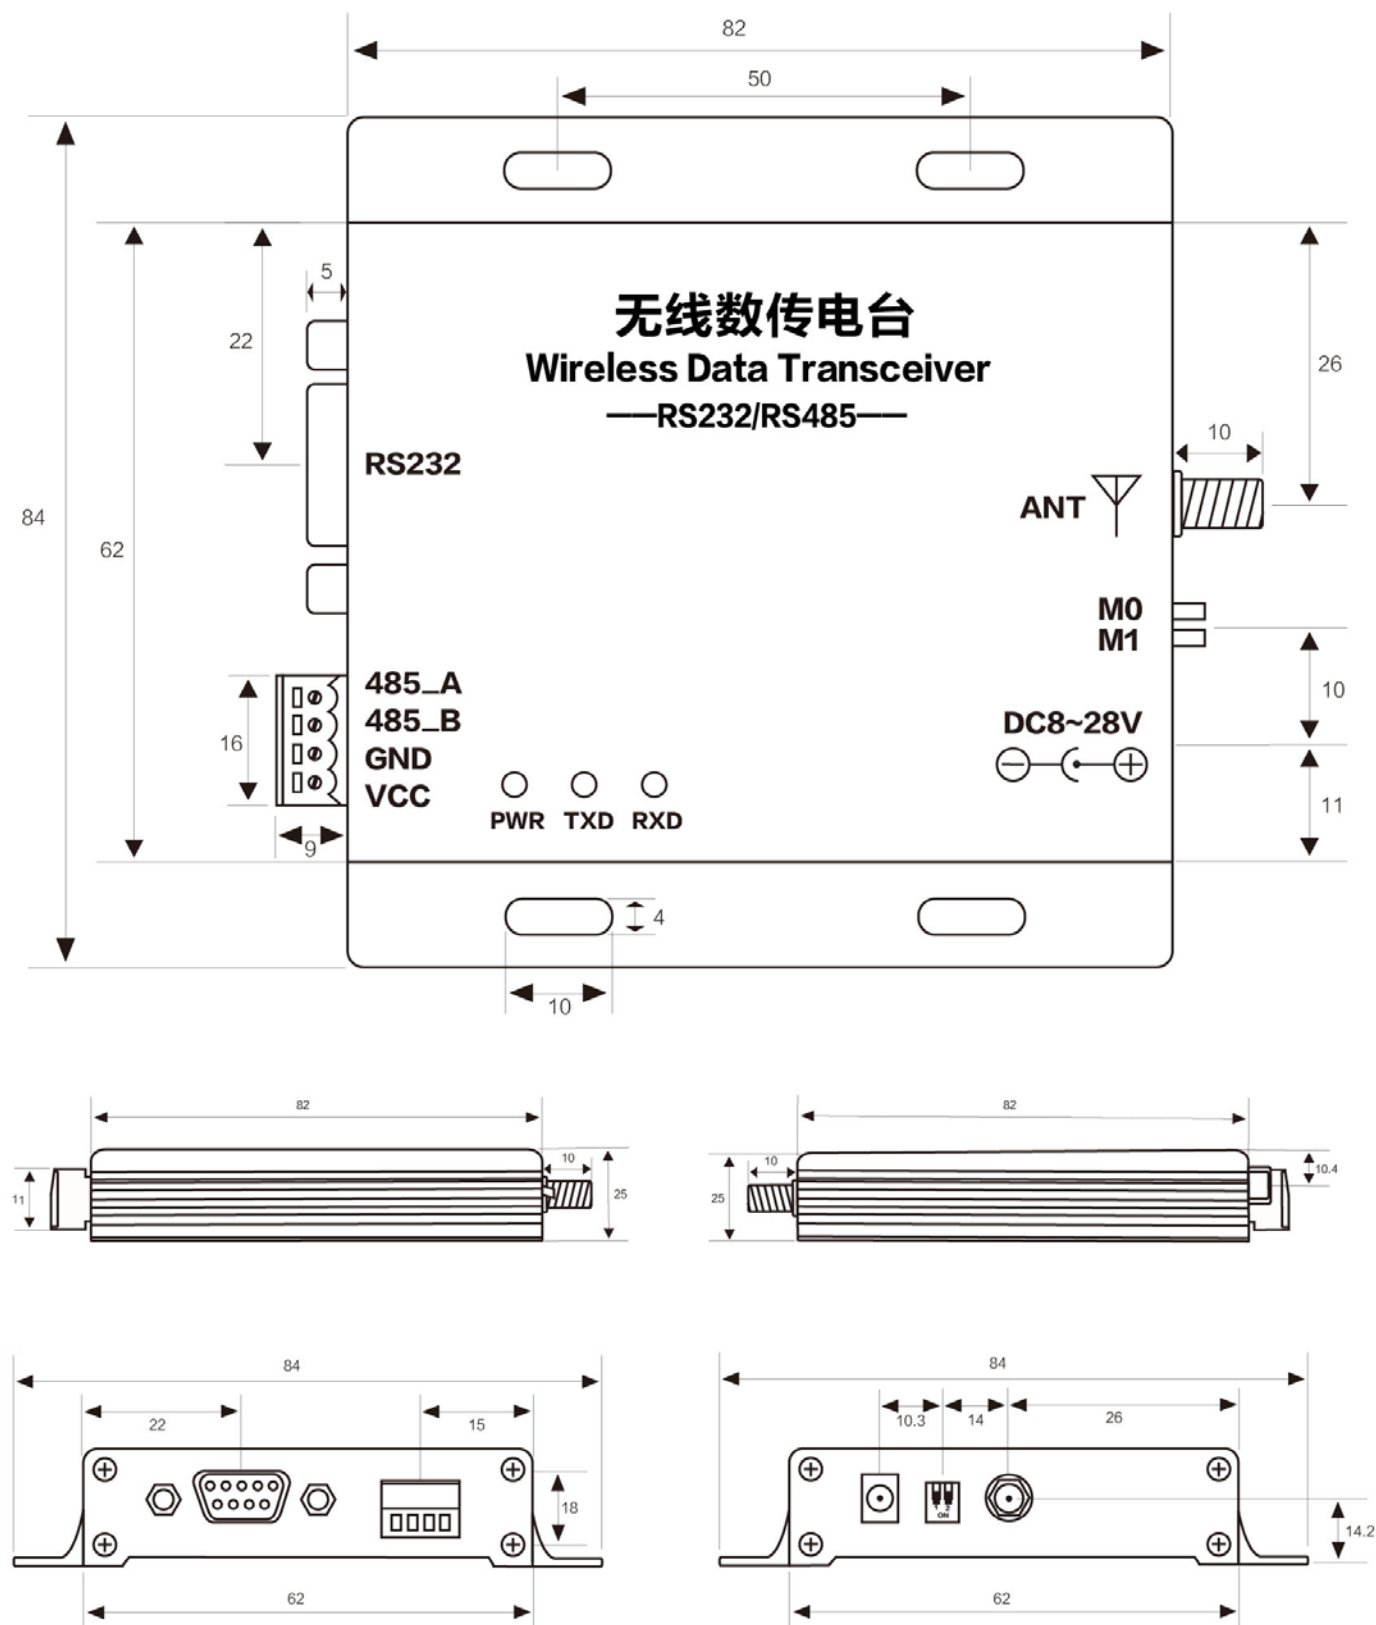 82
50
5
22
无线数传电台
Wireless Data Transceiver
——RS232/RS485——
26
10
RS232
ANT
84
62
M0
M1
485_A
485_B
GND
VCC
16
9
DC8~28V
10
11
PWR TXD RXD
4
10
82
11
10
25
82
25
10
10.4
84
22
15
18
62
84
10.3
14
26
1 2
ON
14.2
62